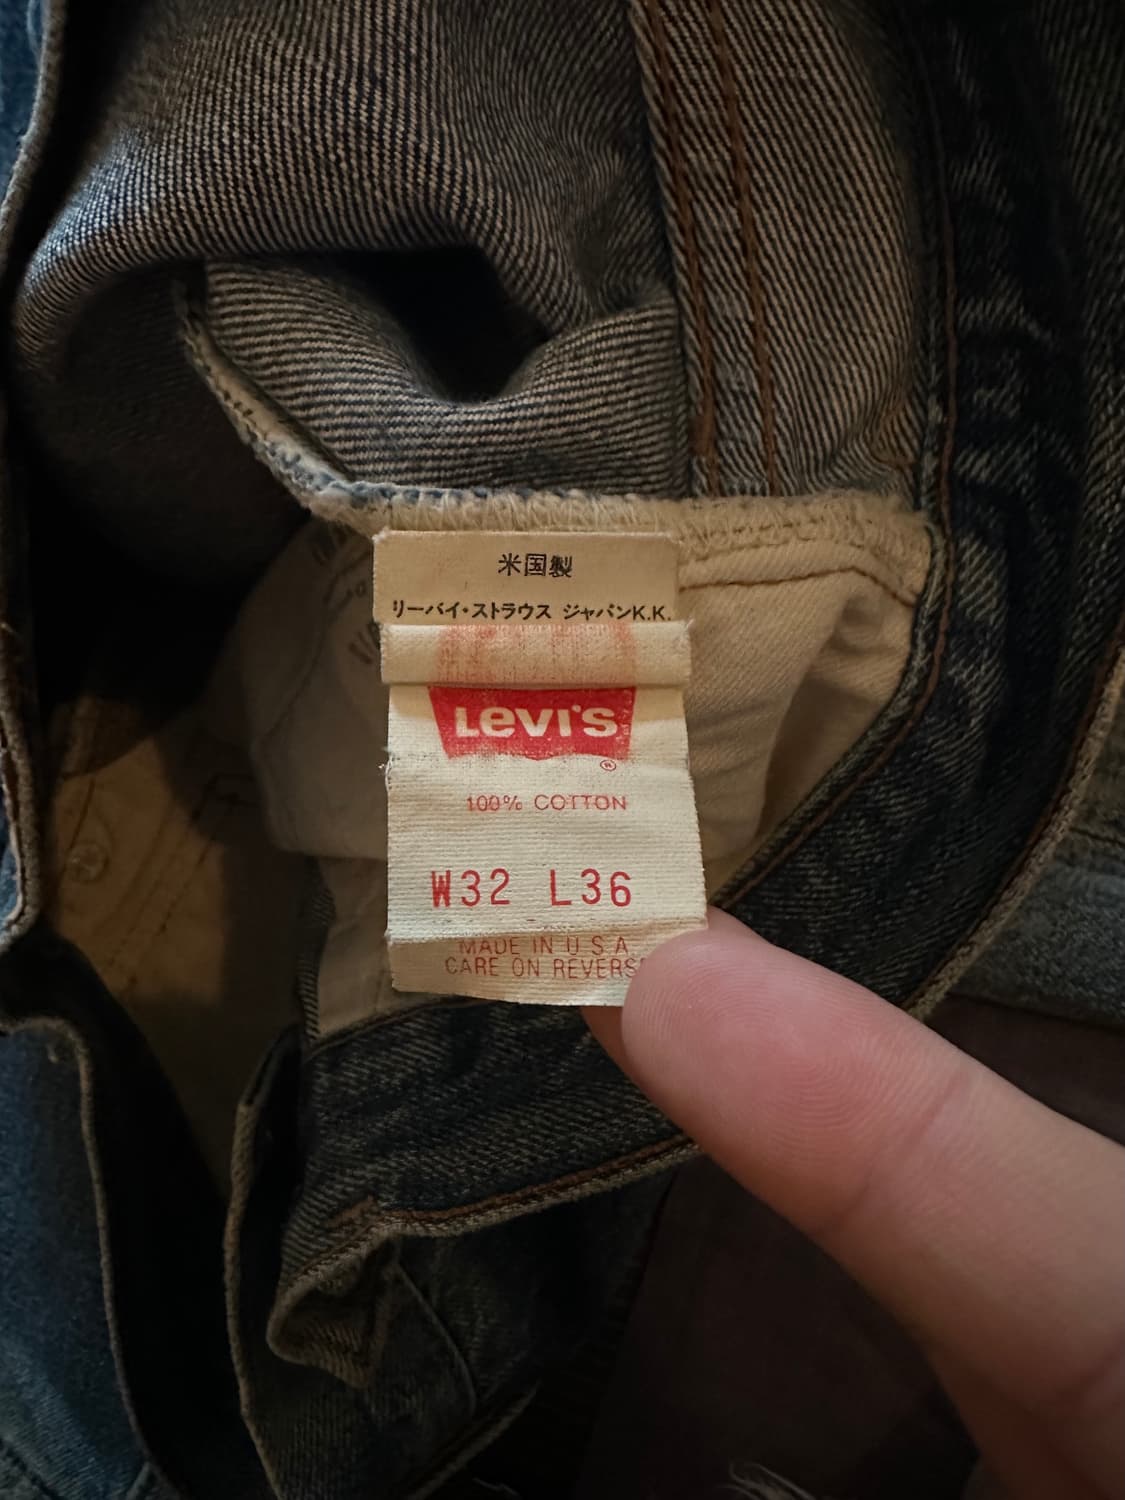 米国製
リーバイ・ストラウス ジャパンK.K.
LEVI'S
®
100% COTTON
W32 L36
MADE IN U S A
CARE ON REVERS